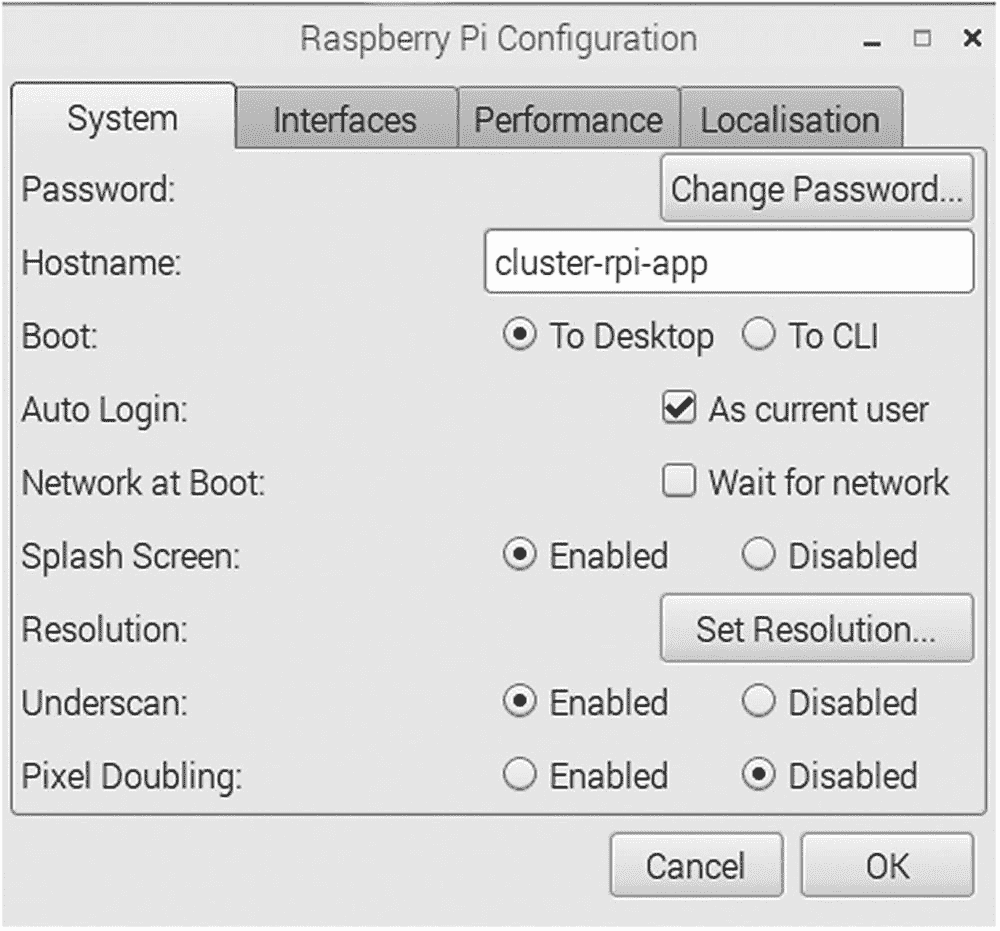 Raspberry Pi Configuration
System Interfaces Performance Localisation
Password: Change Password...
Hostname: cluster-rpi-app
Boot: To Desktop To CLI
Auto Login: As current user
Network at Boot: Wait for network
Splash Screen: Enabled Disabled
Resolution: Set Resolution...
Underscan: Enabled Disabled
Pixel Doubling: Enabled Disabled
Cancel OK